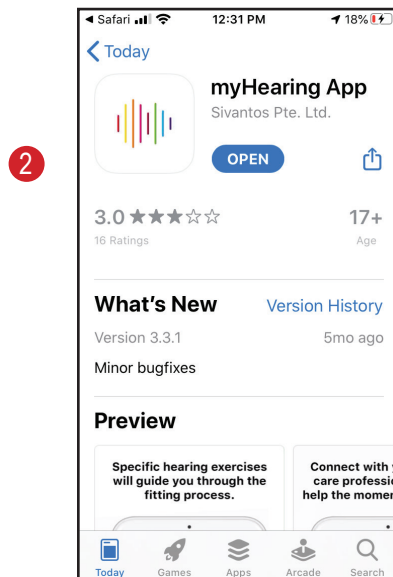 2
Safari 12:31 PM 18%
Today
myHearing App
Sivantos Pte. Ltd.
OPEN
3.0 ★★★☆☆ 17+
16 Ratings Age
What's New Version History
Version 3.3.1 5mo ago
Minor bugfixes
Preview
Specific hearing exercises
will guide you through the
fitting process.
Connect with
care professi
help the momen
Today Games Apps Arcade Search